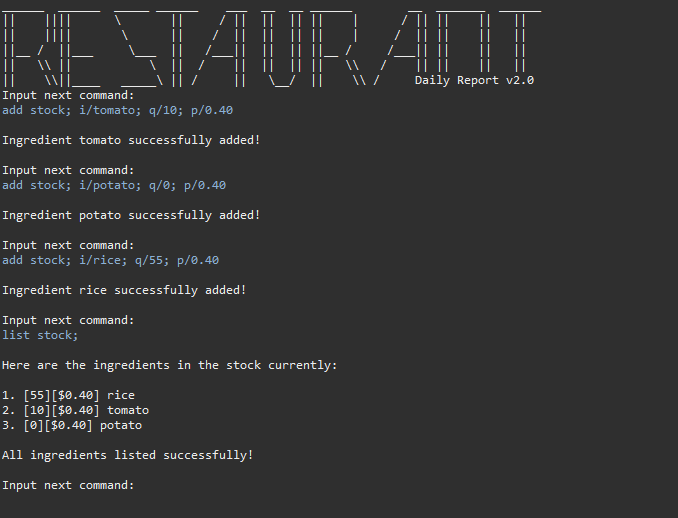 RESTAURANT
Daily Report v2.0
Input next command:
add stock; i/tomato; q/10; p/0.40
Ingredient tomato successfully added!
Input next command:
add stock; i/potato; q/0; p/0.40
Ingredient potato successfully added!
Input next command:
add stock; i/rice; q/55; p/0.40
Ingredient rice successfully added!
Input next command:
list stock;
Here are the ingredients in the stock currently:
1. [55][$0.40] rice
2. [10][$0.40] tomato
3. [0][$0.40] potato
All ingredients listed successfully!
Input next command: